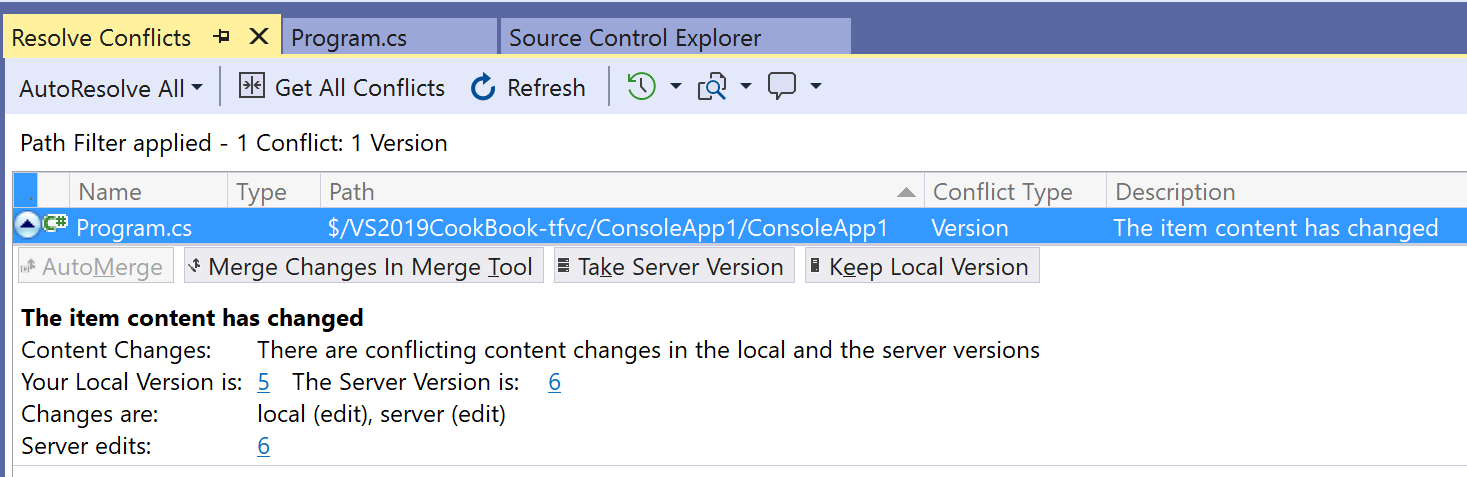 Resolve Conflicts Program.cs Source Control Explorer
AutoResolve All Get All Conflicts Refresh
Path Filter applied - 1 Conflict: 1 Version
Name Type Path Conflict Type Description
C# Program.cs $/VS2019CookBook-tfvc/ConsoleApp1/ConsoleApp1 Version The item content has changed
AutoMerge Merge Changes In Merge Tool Take Server Version Keep Local Version
The item content has changed
Content Changes: There are conflicting content changes in the local and the server versions
Your Local Version is: 5 The Server Version is: 6
Changes are: local (edit), server (edit)
Server edits: 6